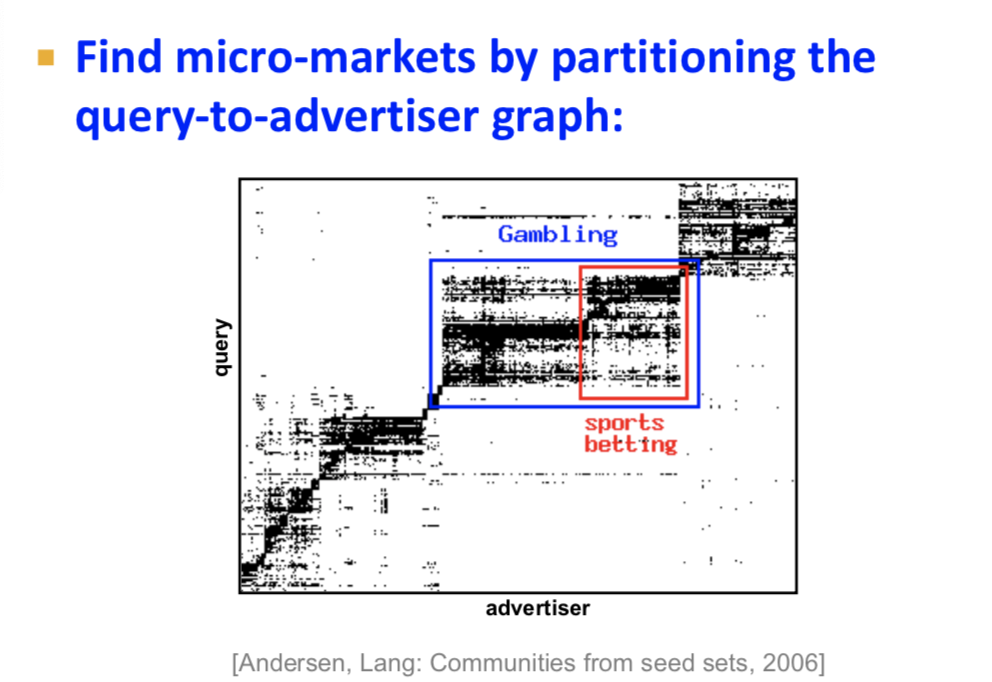 Find micro-markets by partitioning the
query-to-advertiser graph:
Gambling
query
sports
betting
advertiser
[Andersen, Lang: Communities from seed sets, 2006]